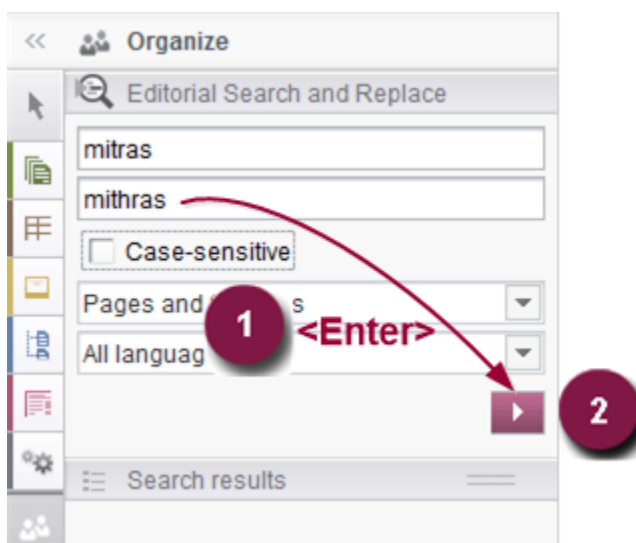 Organize
Editorial Search and Replace
mitras
mithras
Case-sensitive
Pages and s
1 <Enter>
All languag
2
Search results